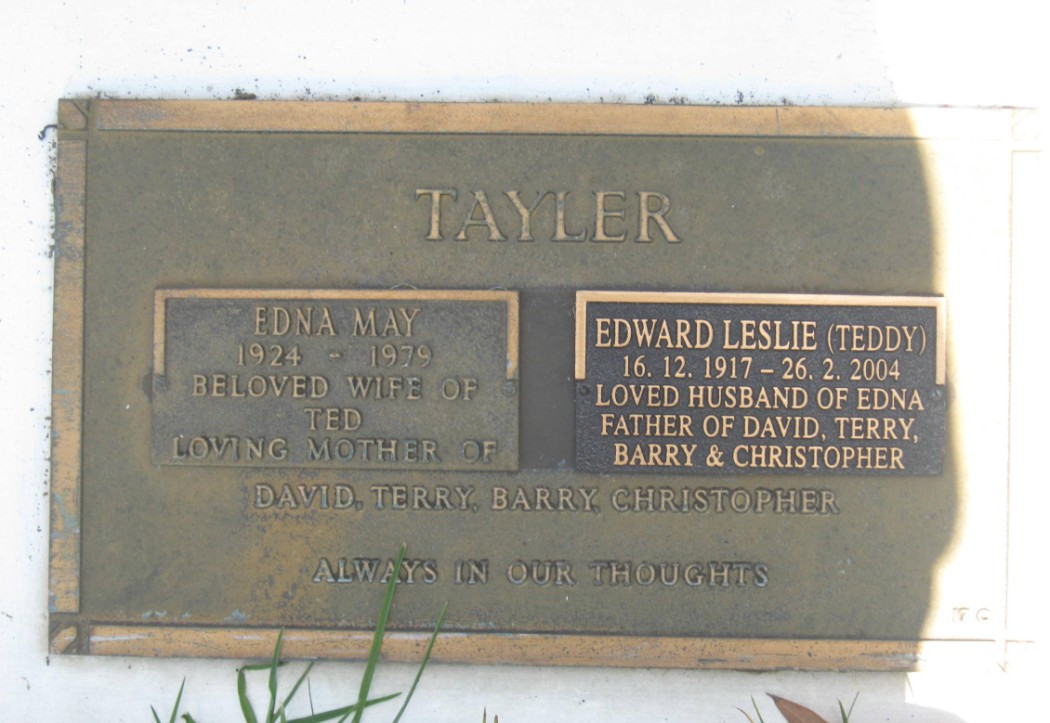 TAYLER
EDNA MAY
1924 - 1979
BELOVED WIFE OF
TED
LOVING MOTHER OF
EDWARD LESLIE (TEDDY)
16. 12. 1917 – 26. 2. 2004
LOVED HUSBAND OF EDNA
FATHER OF DAVID, TERRY,
BARRY & CHRISTOPHER
DAVID, TERRY, BARRY, CHRISTOPHER
ALWAYS IN OUR THOUGHTS